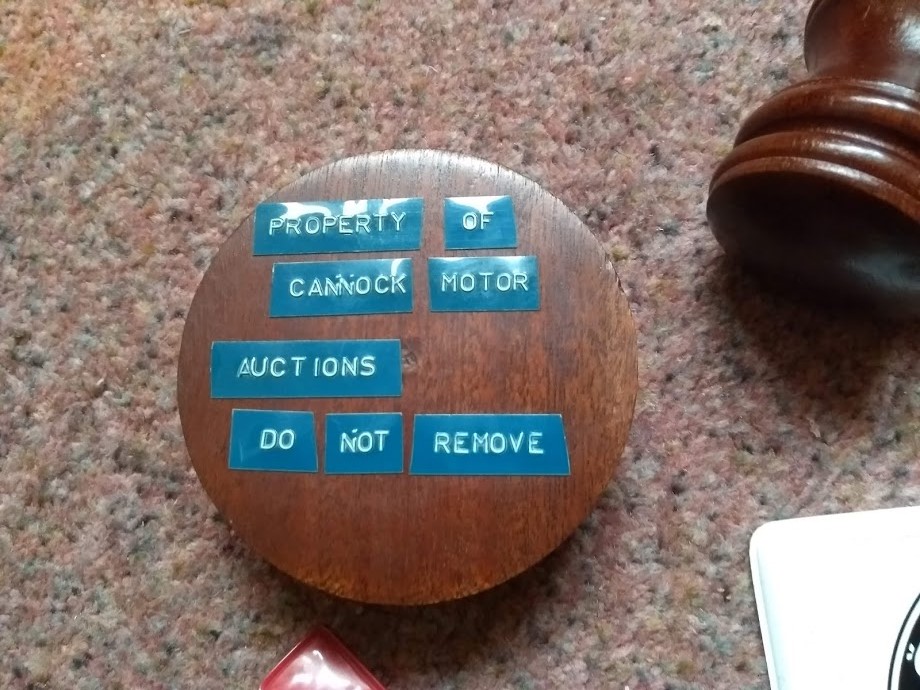 PROPERTY OF
CANNOCK MOTOR
AUCTIONS
DO NOT REMOVE